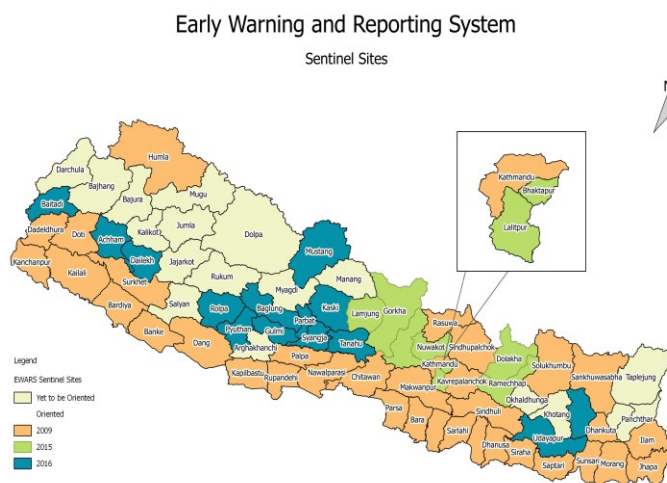 Early Warning and Reporting System
Sentinel Sites
N
Humla
Darchula
Bajhang
Mugu
Bajura
Baitadi
Dolpa
Dadeldhura
Doti
Achham
Kalikot
Jumla
Mustang
Kanchanpur
Kailali
Dailekh
Jajarkot
Surkhet
Rukum
Manang
Myagdi
Bardiya
Salyan
Rolpa
Baglung
Kaski
Lamjung
Gorkha
Banke
Pyuthan
Gulmi
Parbat
Syangja
Tanahu
Dang
Arghakhanchi
Palpa
Kapilbastu
Rupandehi
Nawalparasi
Chitawan
Kathmandu
Bhaktapur
Lalitpur
Rasuwa
Nuwakot
Sindhupalchok
Dolakha
Kathmandu
Kavrepalanchok
Ramechhap
Solukhumbu
Sankhuwasabha
Taplejung
Makwanpur
Okhaldhunga
Khotang
Panchthar
Parsa
Bara
Sindhuli
Dhankuta
Ilam
Sarlahi
Dhanusa
Siraha
Udayapur
Saptari
Sunsari
Morang
Jhapa
Legend
EWARS Sentinel Sites
Yet to be Oriented
Oriented
2009
2015
2016